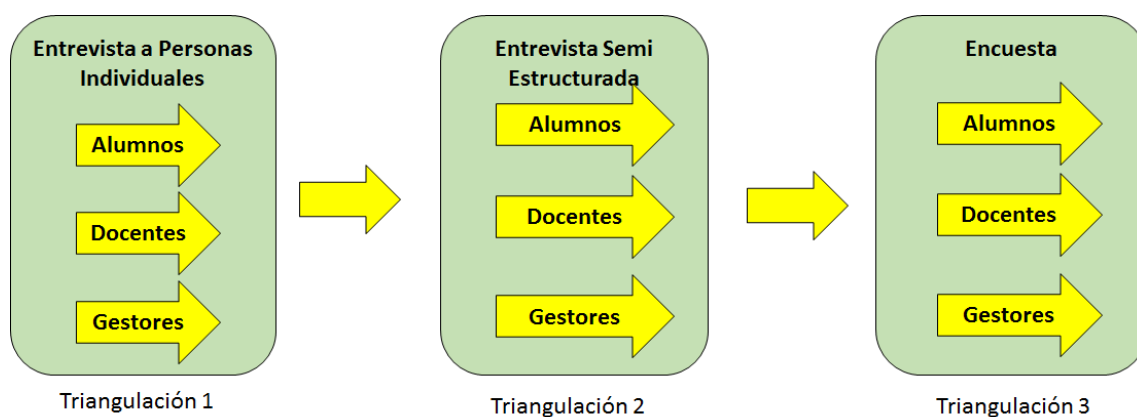 Entrevista a Personas
Individuales
Alumnos
Docentes
Gestores
Triangulación 1
Entrevista Semi
Estructurada
Alumnos
Docentes
Gestores
Triangulación 2
Encuesta
Alumnos
Docentes
Gestores
Triangulación 3